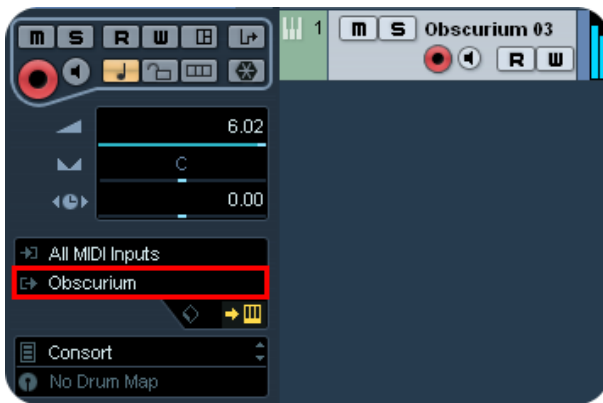 m S R W
1 m S Obscurium 03
R W
6.02
C
0.00
All MIDI Inputs
Obscurium
Consort
No Drum Map